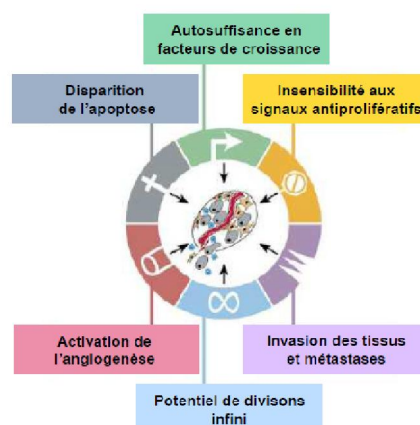 Autosuffisance en
facteurs de croissance
Disparition
de l'apoptose
Insensibilité aux
signaux antiprolifératifs
Activation de
l'angiogenèse
Invasion des tissus
et métastases
Potentiel de divisons
infini